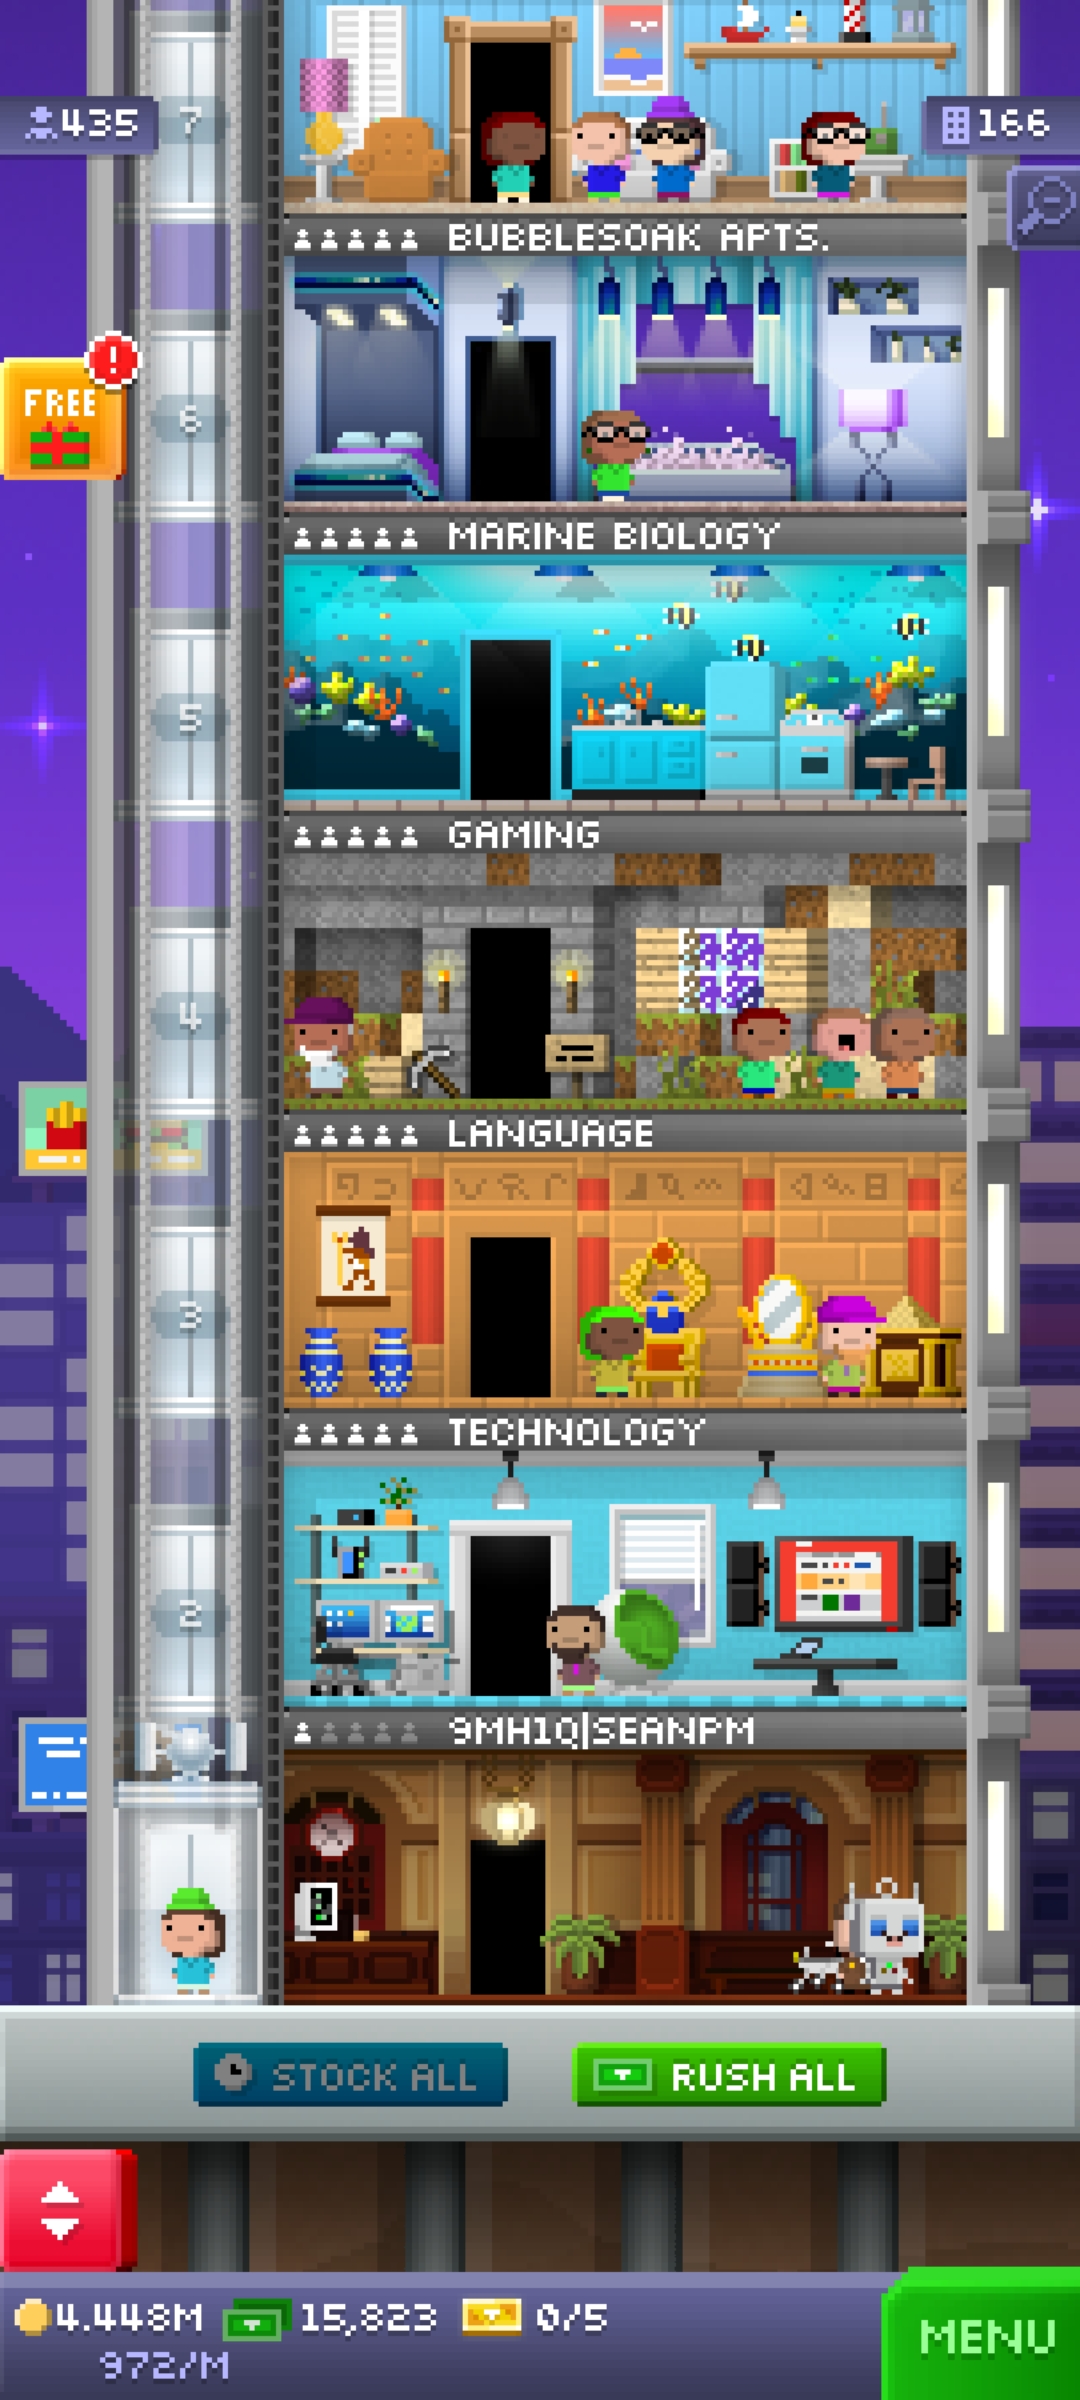 7
435
166
BUBBLESOAK APTS.
FREE
!
6
MARINE BIOLOGY
5
GAMING
4
LANGUAGE
3
TECHNOLOGY
2
9MH1Q|SEANPM
STOCK ALL
RUSH ALL
4.448M
15,823
0/5
972/M
MENU